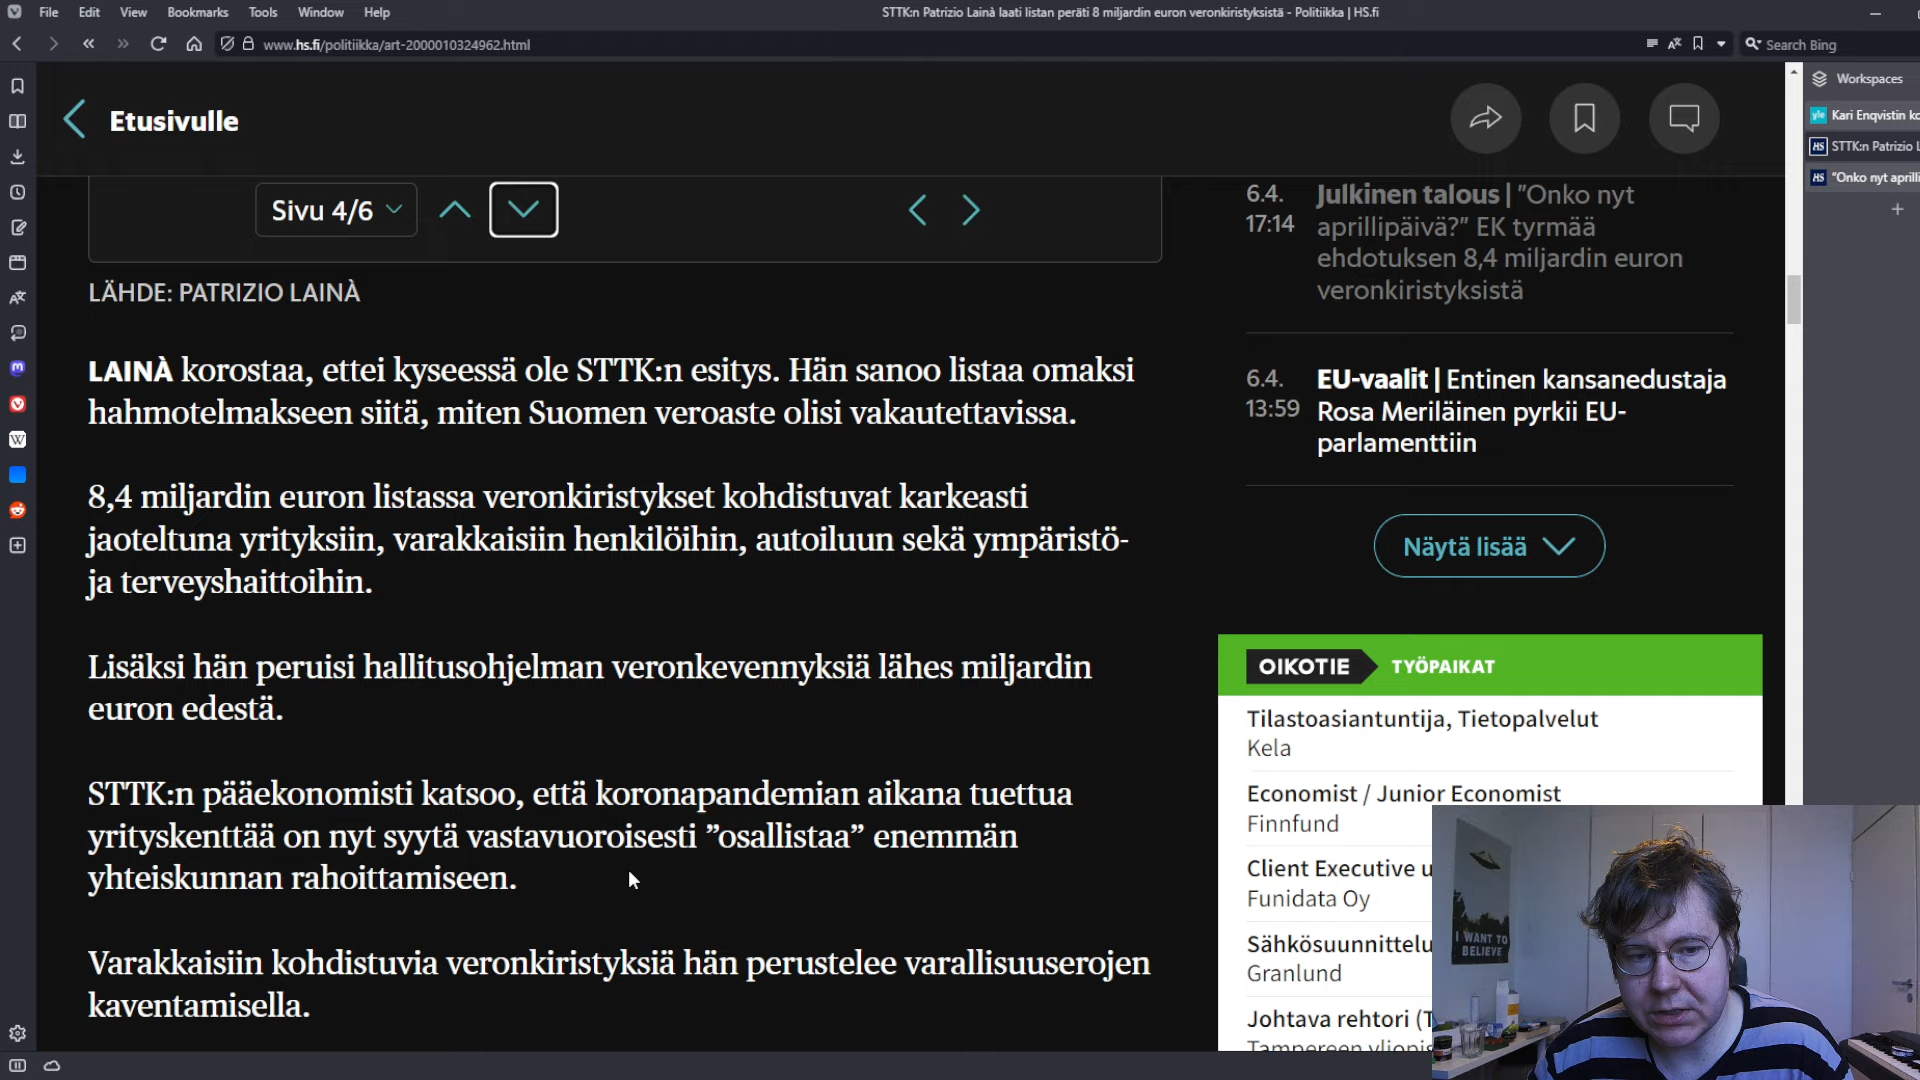 File Edit View Bookmarks Tools Window Help
STTK:n Patrizio Lainà laati listan peräti 8 miljardin euron veronkiristyksistä - Politiikka | HS.fi
www.hs.fi/politiikka/art-2000010324962.html
Search Bing
Workspaces
Kari Enqvistin ko
STTK:n Patrizio L
"Onko nyt aprilli
Etusivulle
Sivu 4/6
LÄHDE: PATRIZIO LAINÀ
LAINÀ korostaa, ettei kyseessä ole STTK:n esitys. Hän sanoo listaa omaksi
hahmotelmakseen siitä, miten Suomen veroaste olisi vakautettavissa.
8,4 miljardin euron listassa veronkiristykset kohdistuvat karkeasti
jaoteltuna yrityksiin, varakkaisiin henkilöihin, autoiluun sekä ympäristö-
ja terveyshaittoihin.
Lisäksi hän peruisi hallitusohjelman veronkevennyksiä lähes miljardin
euron edestä.
STTK:n pääekonomisti katsoo, että koronapandemian aikana tuettua
yrityskenttää on nyt syytä vastavuoroisesti ”osallistaa” enemmän
yhteiskunnan rahoittamiseen.
Varakkaisiin kohdistuvia veronkiristyksiä hän perustelee varallisuuserojen
kaventamisella.
6.4.
17:14
Julkinen talous | ”Onko nyt
aprillipäivä?” EK tyrmää
ehdotuksen 8,4 miljardin euron
veronkiristyksistä
6.4.
13:59
EU-vaalit | Entinen kansanedustaja
Rosa Meriläinen pyrkii EU-
parlamenttiin
Näytä lisää
OIKOTIE TYÖPAIKAT
Tilastoasiantuntija, Tietopalvelut
Kela
Economist / Junior Economist
Finnfund
Client Executive u
Funidata Oy
Sähkösuunnittelu
Granlund
Johtava rehtori (T
Tampereen yliopis
I WANT TO
BELIEVE